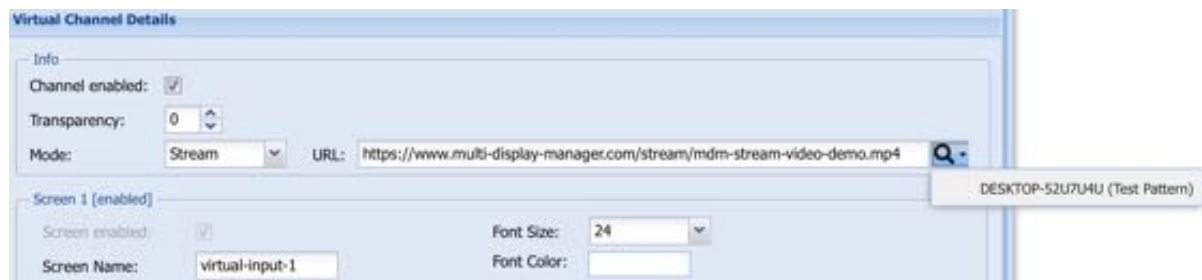 Virtual Channel Details
Info
Channel enabled:
Transparency: 0
Mode: Stream URL: https://www.multi-display-manager.com/stream/mdm-stream-video-demo.mp4
DESKTOP-52U7U4U (Test Pattern)
Screen 1 [enabled]
Screen enabled: Font Size: 24
Screen Name: virtual-input-1 Font Color: